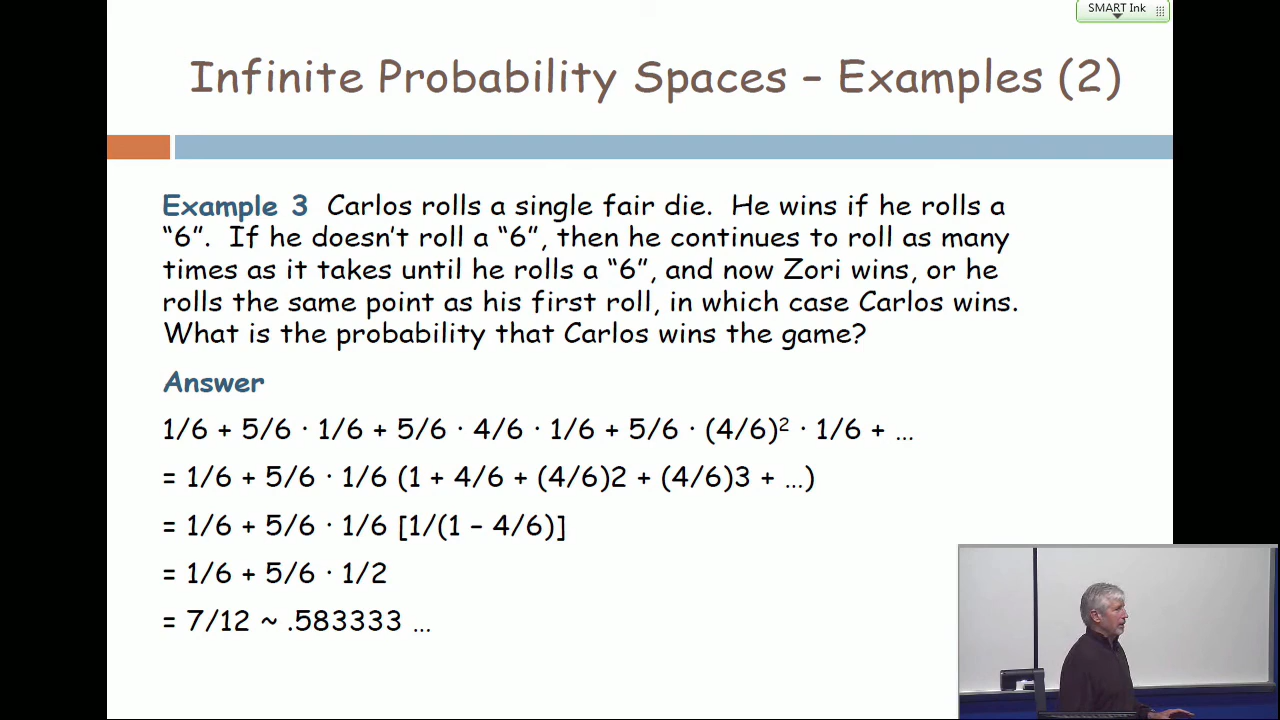 SMART Ink
Infinite Probability Spaces – Examples (2)
Example 3 Carlos rolls a single fair die. He wins if he rolls a
“6”. If he doesn’t roll a “6”, then he continues to roll as many
times as it takes until he rolls a “6”, and now Zori wins, or he
rolls the same point as his first roll, in which case Carlos wins.
What is the probability that Carlos wins the game?
Answer
1/6 + 5/6 · 1/6 + 5/6 · 4/6 · 1/6 + 5/6 · (4/6)² · 1/6 + …
= 1/6 + 5/6 · 1/6 (1 + 4/6 + (4/6)2 + (4/6)3 + …)
= 1/6 + 5/6 · 1/6 [1/(1 – 4/6)]
= 1/6 + 5/6 · 1/2
= 7/12 ~ .583333 …